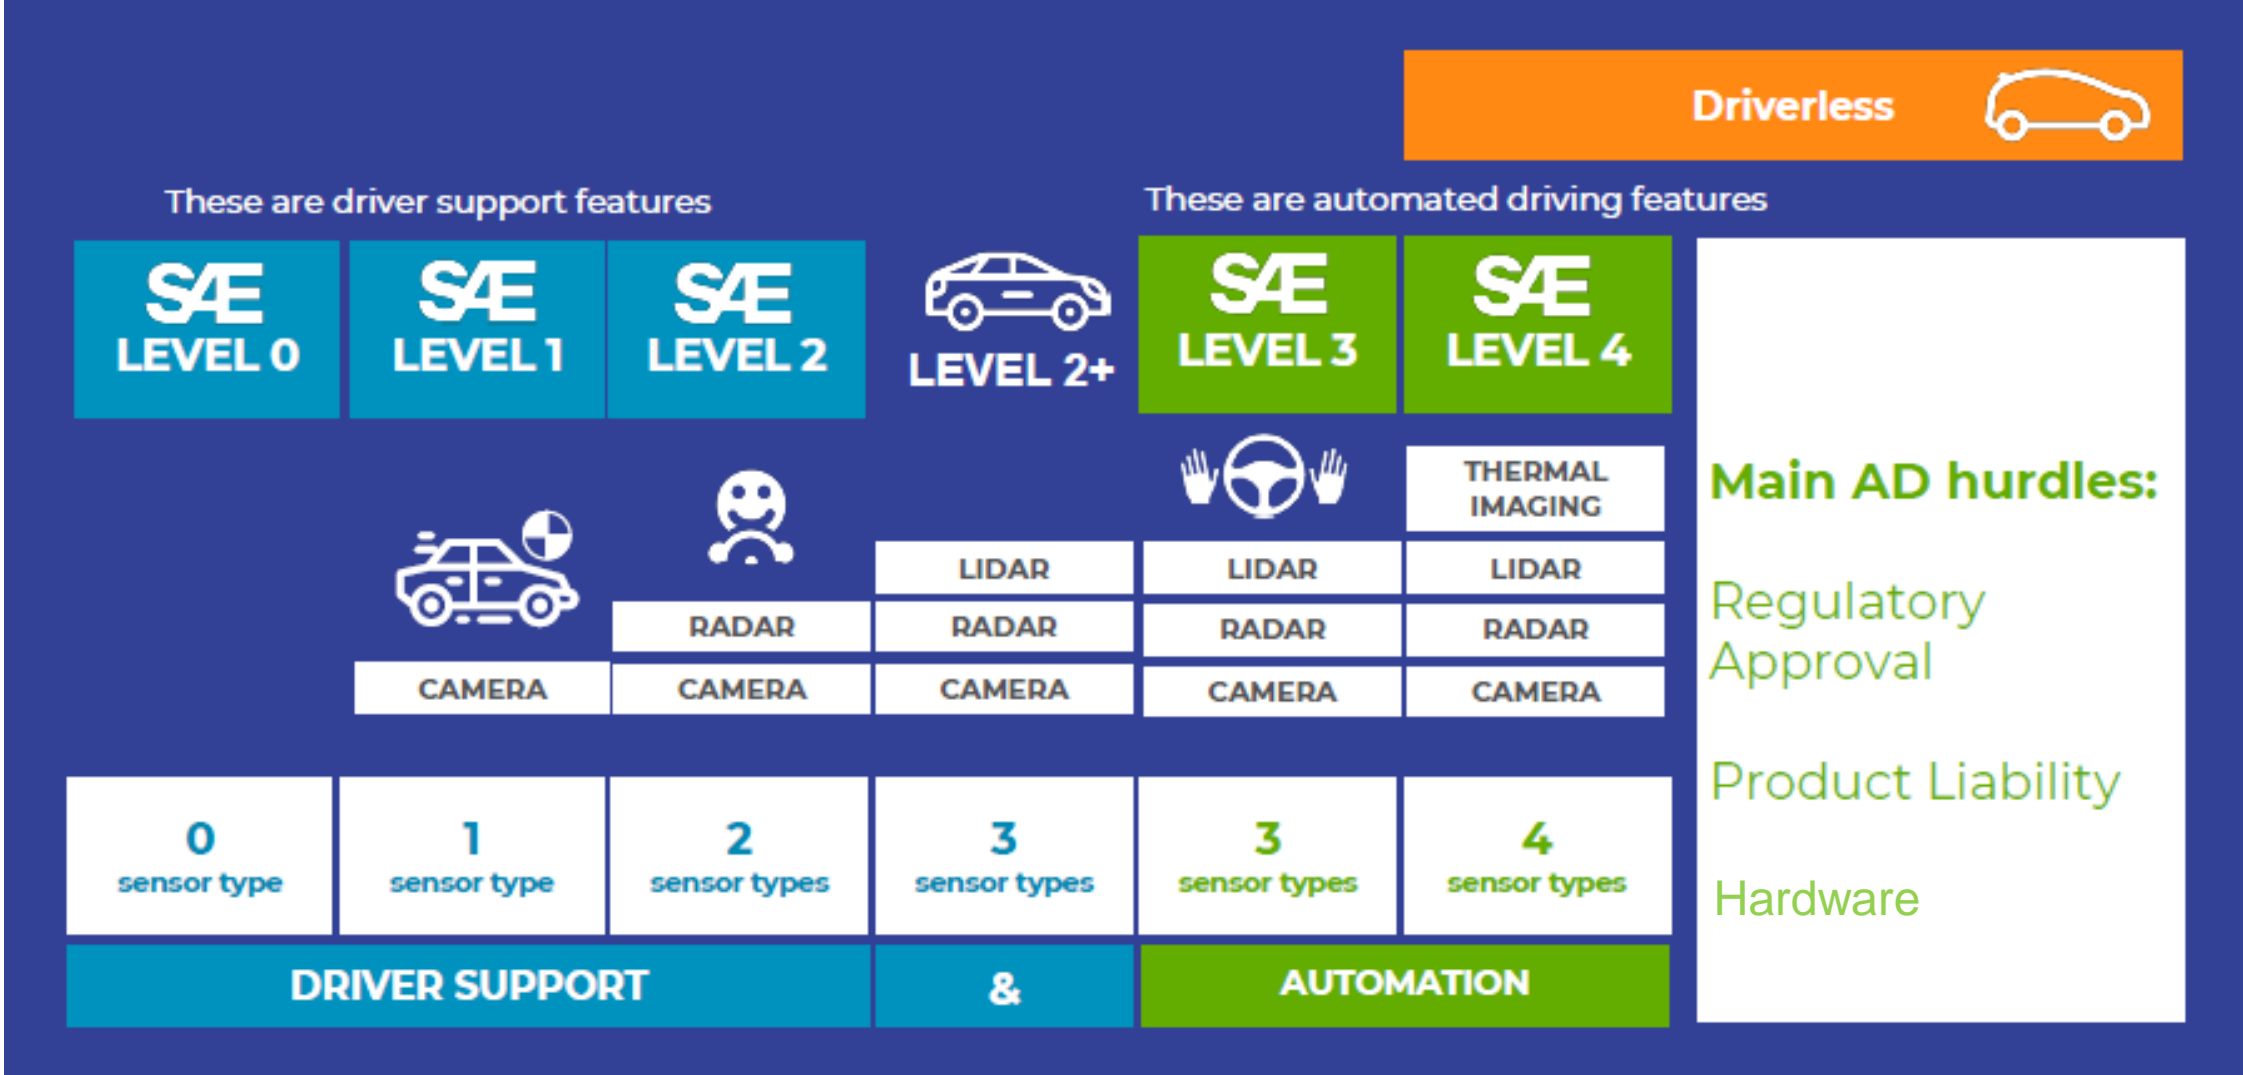 Driverless
These are driver support features
These are automated driving features
SAE
LEVEL 0
SAE
LEVEL 1
SAE
LEVEL 2
LEVEL 2+
SAE
LEVEL 3
SAE
LEVEL 4
THERMAL
IMAGING
LIDAR
LIDAR
LIDAR
RADAR
RADAR
RADAR
RADAR
CAMERA
CAMERA
CAMERA
CAMERA
CAMERA
0
sensor type
1
sensor type
2
sensor types
3
sensor types
3
sensor types
4
sensor types
DRIVER SUPPORT
&
AUTOMATION
Main AD hurdles:
Regulatory
Approval
Product Liability
Hardware